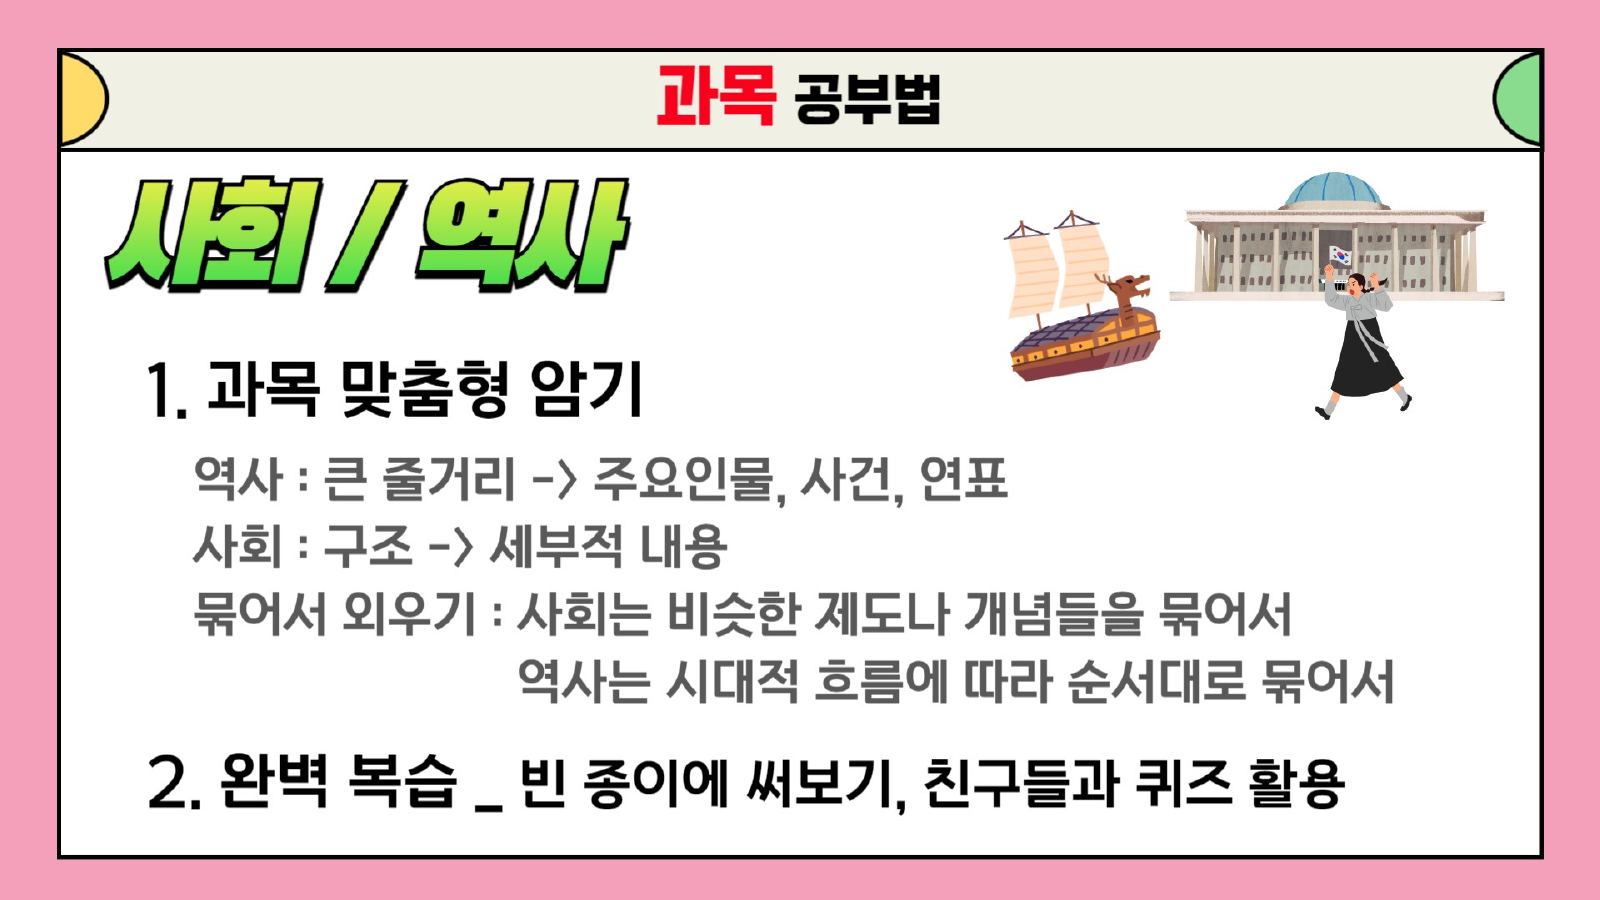 과목 공부법
사회 / 역사
1. 과목 맞춤형 암기
역사 : 큰 줄거리 -> 주요인물, 사건, 연표
사회 : 구조 -> 세부적 내용
묶어서 외우기 : 사회는 비슷한 제도나 개념들을 묶어서
역사는 시대적 흐름에 따라 순서대로 묶어서
2. 완벽 복습 _ 빈 종이에 써보기, 친구들과 퀴즈 활용